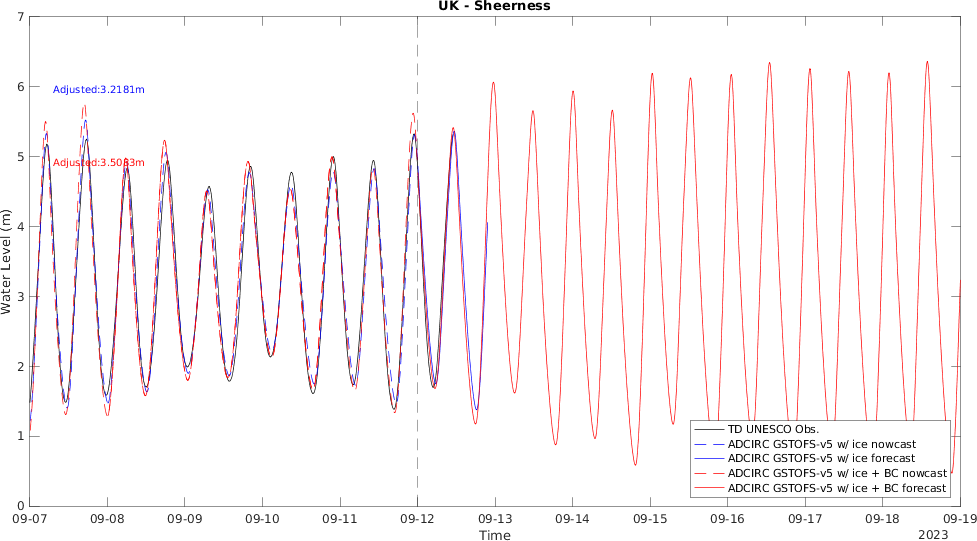 UK - Sheerness
7
6
5
4
3
2
1
0
Water Level (m)
Adjusted:3.2181m
Adjusted:3.5083m
TD UNESCO Obs.
ADCIRC GSTOFS-v5 w/ ice nowcast
ADCIRC GSTOFS-v5 w/ ice forecast
ADCIRC GSTOFS-v5 w/ ice + BC nowcast
ADCIRC GSTOFS-v5 w/ ice + BC forecast
09-07 09-08 09-09 09-10 09-11 09-12 09-13 09-14 09-15 09-16 09-17 09-18 09-19
Time
2023